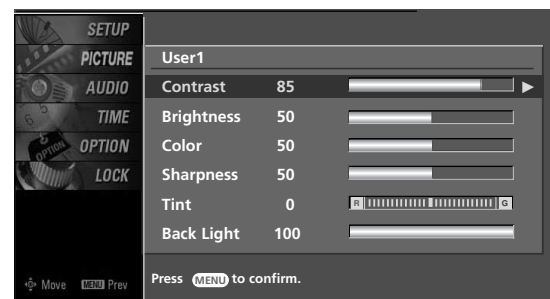 SETUP
PICTURE
AUDIO
TIME
OPTION
LOCK
Move MENU Prev
User1
Contrast 85
Brightness 50
Color 50
Sharpness 50
Tint 0 R G
Back Light 100
Press MENU to confirm.